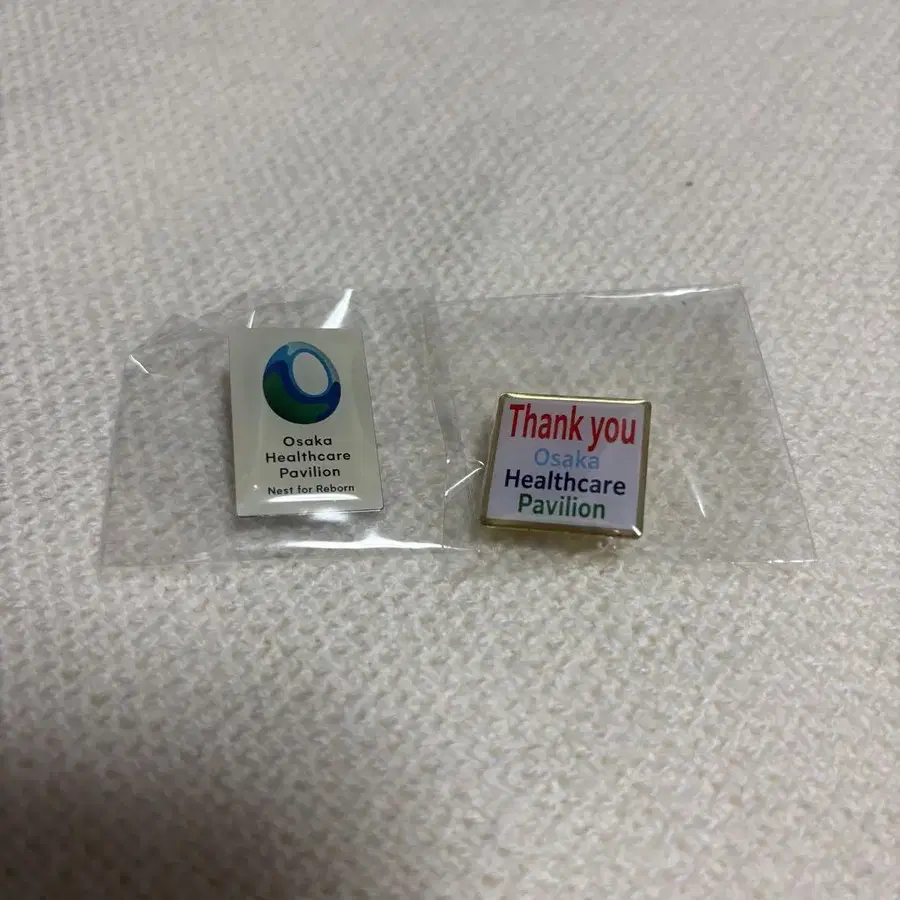 Osaka
Healthcare
Pavilion
Nest for Reborn
Thank you
Osaka
Healthcare
Pavilion